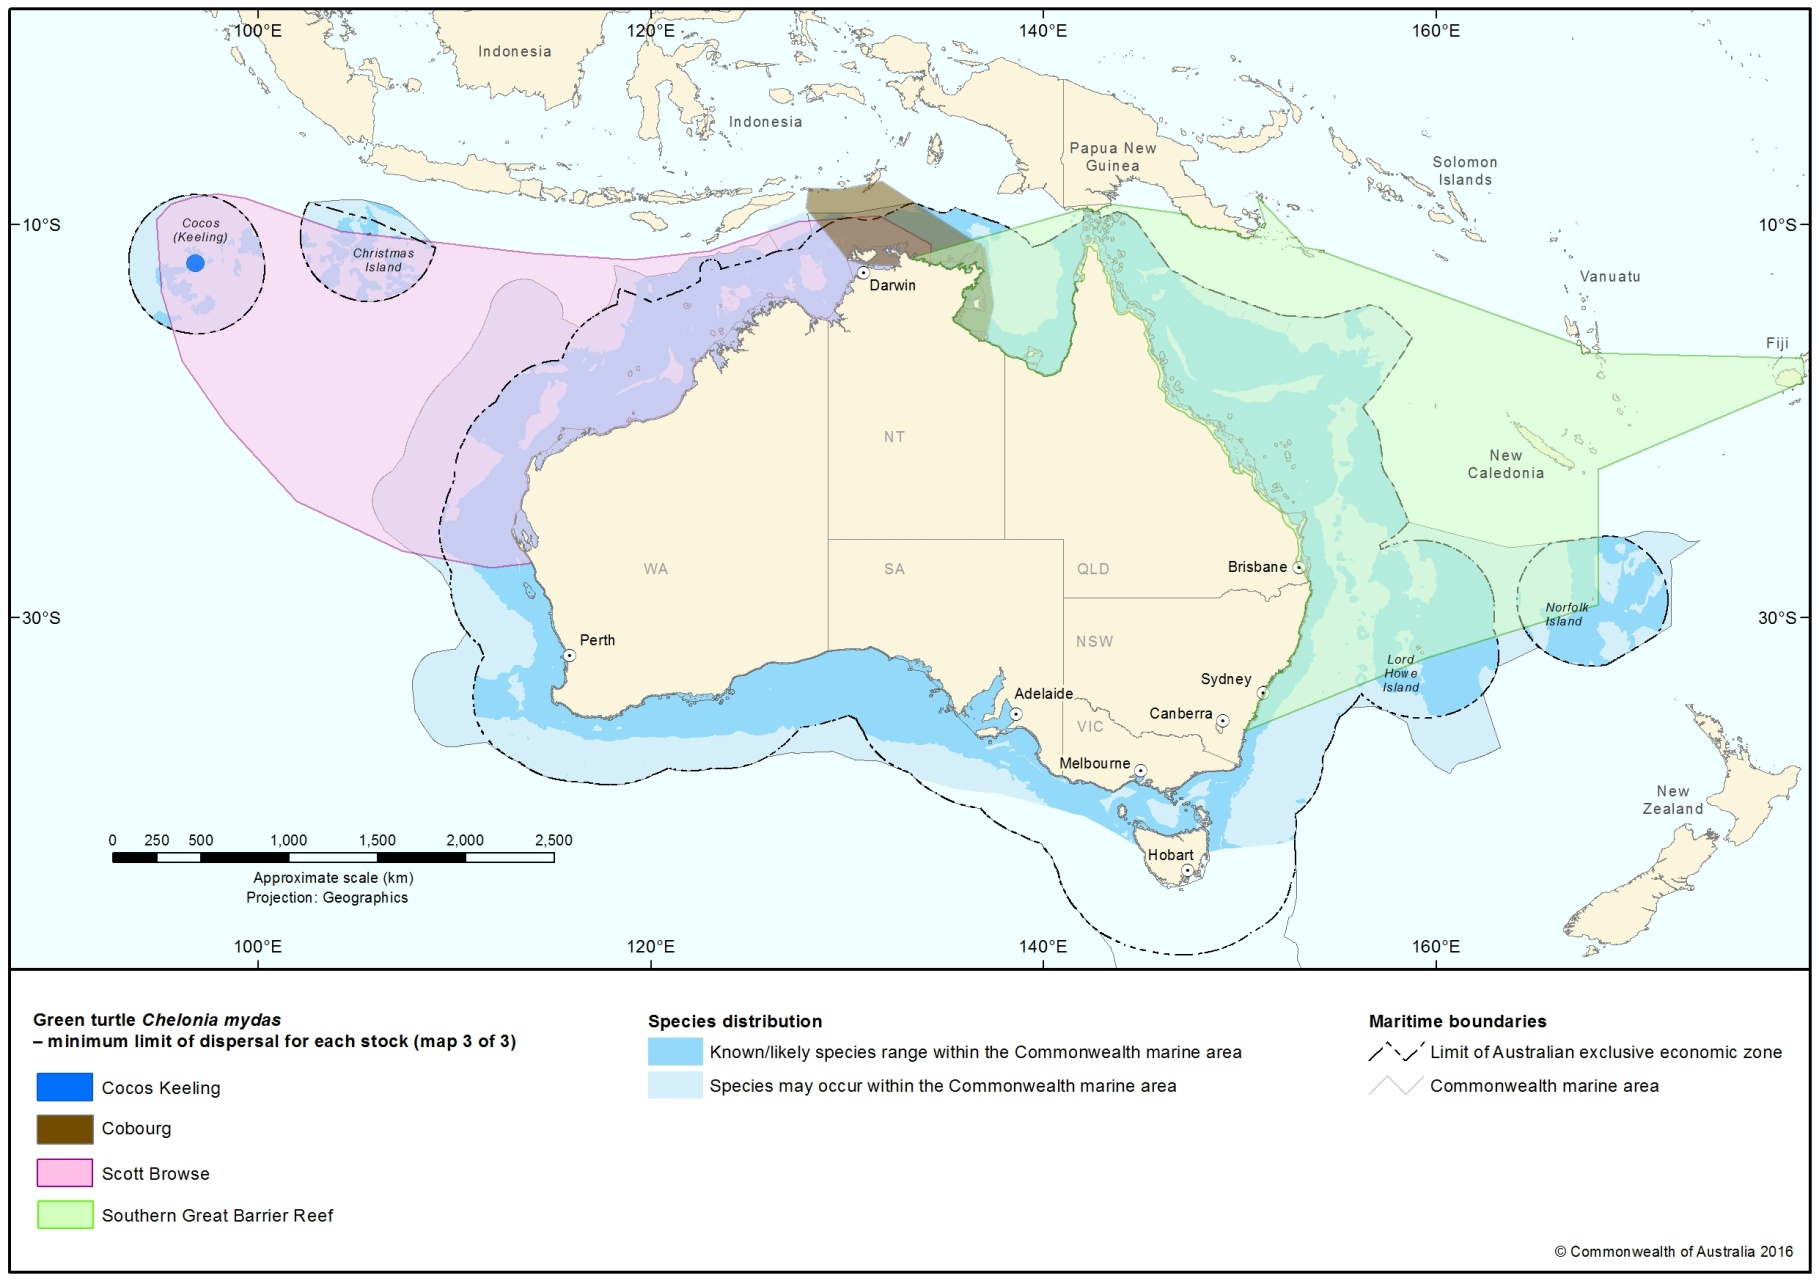 100°E
120°E
140°E
160°E
Indonesia
Indonesia
Papua New
Guinea
Solomon
Islands
10°S
10°S
Cocos
(Keeling)
Christmas
Island
Vanuatu
Darwin
Fiji
NT
New
Caledonia
WA
SA
QLD
Brisbane
Norfolk
Island
30°S
30°S
Perth
NSW
Lord
Howe
Island
Sydney
Adelaide
Canberra
VIC
Melbourne
New
Zealand
Hobart
0 250 500 1,000 1,500 2,000 2,500
Approximate scale (km)
Projection: Geographics
100°E
120°E
140°E
160°E
Green turtle Chelonia mydas
– minimum limit of dispersal for each stock (map 3 of 3)
Cocos Keeling
Cobourg
Scott Browse
Southern Great Barrier Reef
Species distribution
Known/likely species range within the Commonwealth marine area
Species may occur within the Commonwealth marine area
Maritime boundaries
Limit of Australian exclusive economic zone
Commonwealth marine area
© Commonwealth of Australia 2016